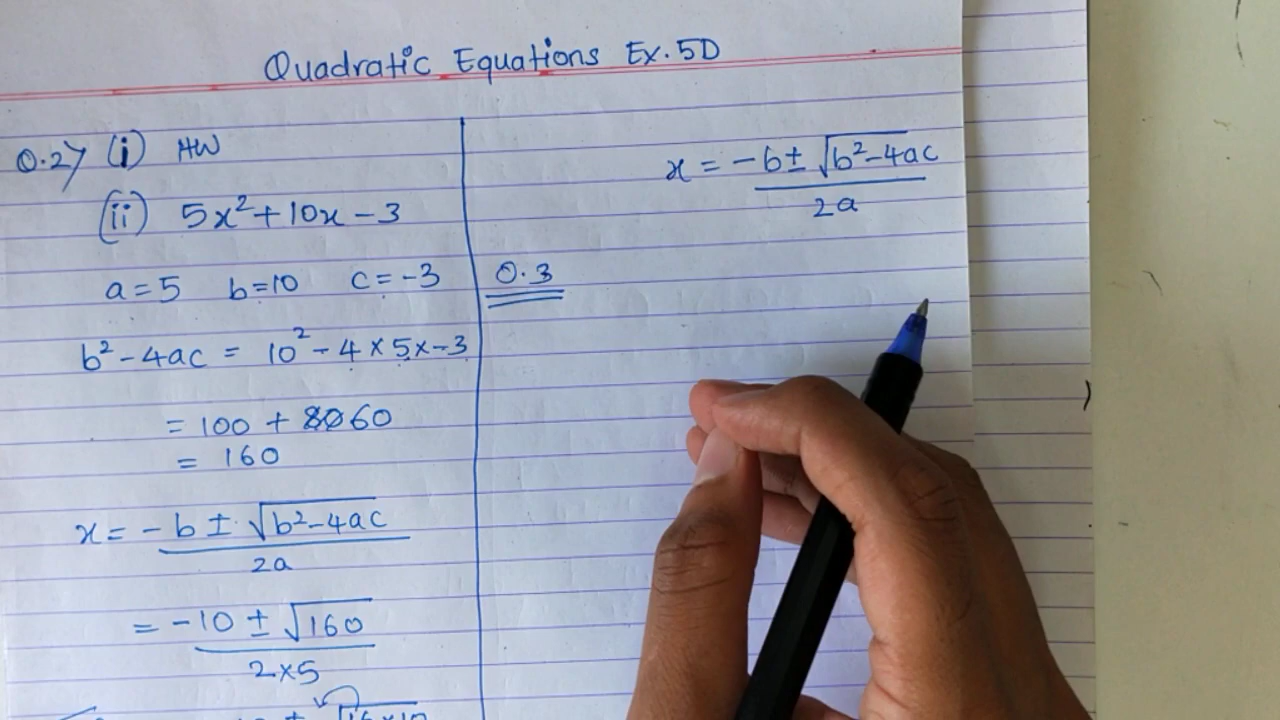 Quadratic Equations Ex. 5D
Q.2) (i) HW
(ii) 5x²+10x-3
a=5 b=10 c=-3
b²-4ac = 10²-4×5×-3
= 100 + 60
= 160
x = -b ± √b²-4ac
2a
= -10 ± √160
2×5
x = -b ± √b²-4ac
2a
Q.3